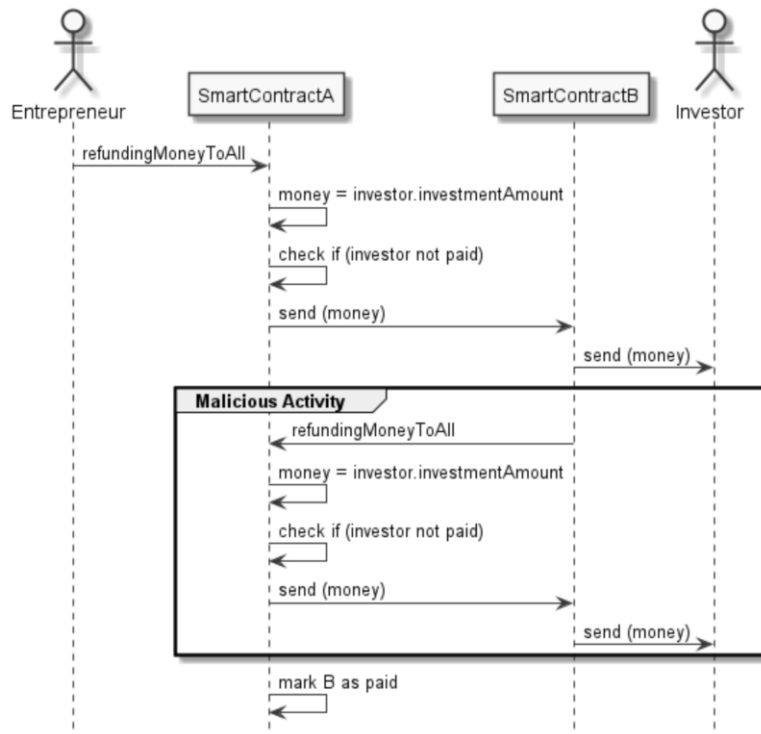 Entrepreneur
SmartContractA
SmartContractB
Investor
refundingMoneyToAll
money = investor.investmentAmount
check if (investor not paid)
send (money)
send (money)
Malicious Activity
refundingMoneyToAll
money = investor.investmentAmount
check if (investor not paid)
send (money)
send (money)
mark B as paid